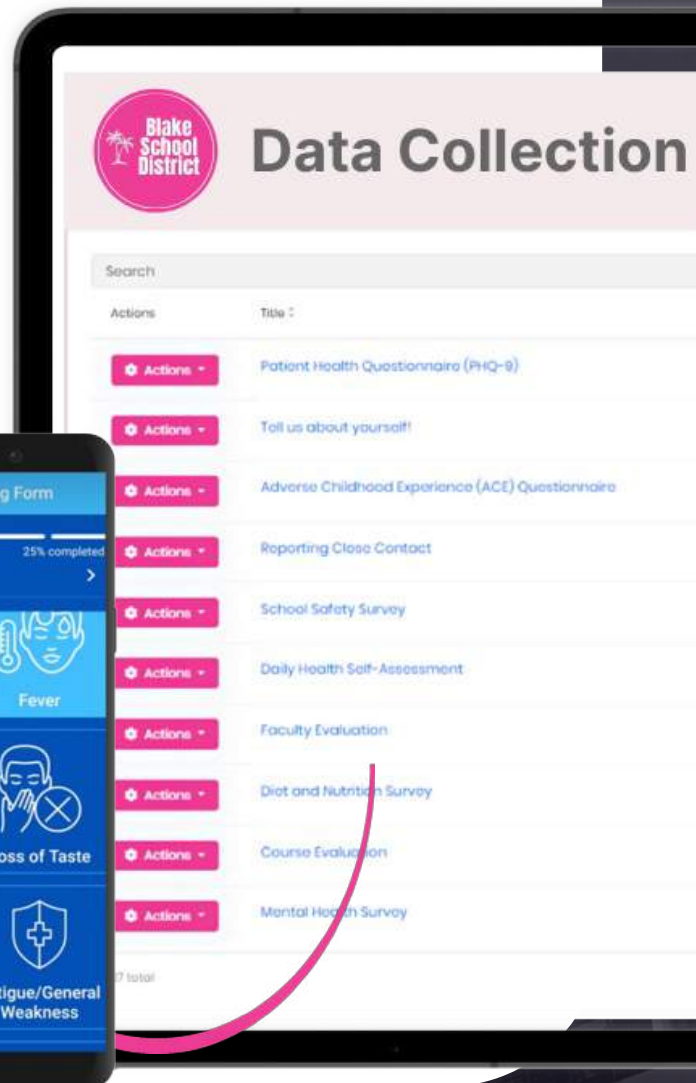 Blake
School
District
Data Collection
Search
Actions
Title
Actions
Patient Health Questionnaire (PHQ-9)
Actions
Tell us about yourself!
Actions
Adverse Childhood Experience (ACE) Questionnaire
Actions
Reporting Close Contact
Actions
School Safety Survey
Actions
Daily Health Self-Assessment
Actions
Faculty Evaluation
Actions
Diet and Nutrition Survey
Actions
Course Evaluation
Actions
Mental Health Survey
17 total
g Form
25% completed
Fever
oss of Taste
tigue/General
Weakness